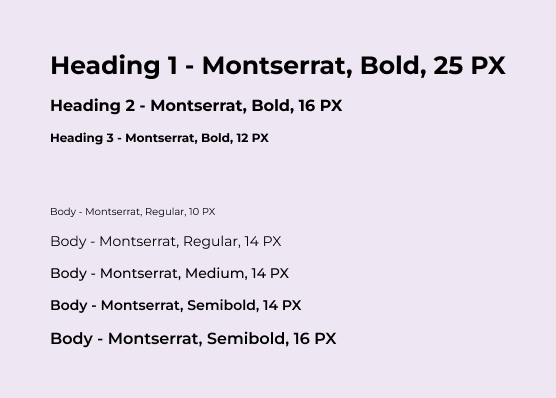 Heading 1 - Montserrat, Bold, 25 PX
Heading 2 - Montserrat, Bold, 16 PX
Heading 3 - Montserrat, Bold, 12 PX
Body - Montserrat, Regular, 10 PX
Body - Montserrat, Regular, 14 PX
Body - Montserrat, Medium, 14 PX
Body - Montserrat, Semibold, 14 PX
Body - Montserrat, Semibold, 16 PX